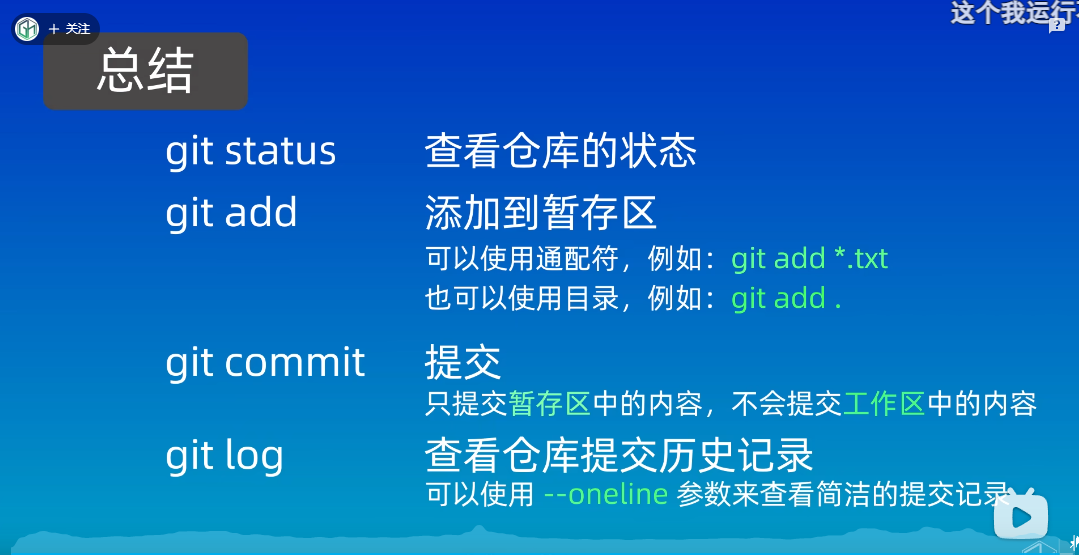 这个我运行
+ 关注
总结
git status 查看仓库的状态
git add 添加到暂存区
可以使用通配符，例如：git add *.txt
也可以使用目录，例如：git add .
git commit 提交
只提交暂存区中的内容，不会提交工作区中的内容
git log 查看仓库提交历史记录
可以使用 --oneline 参数来查看简洁的提交记录